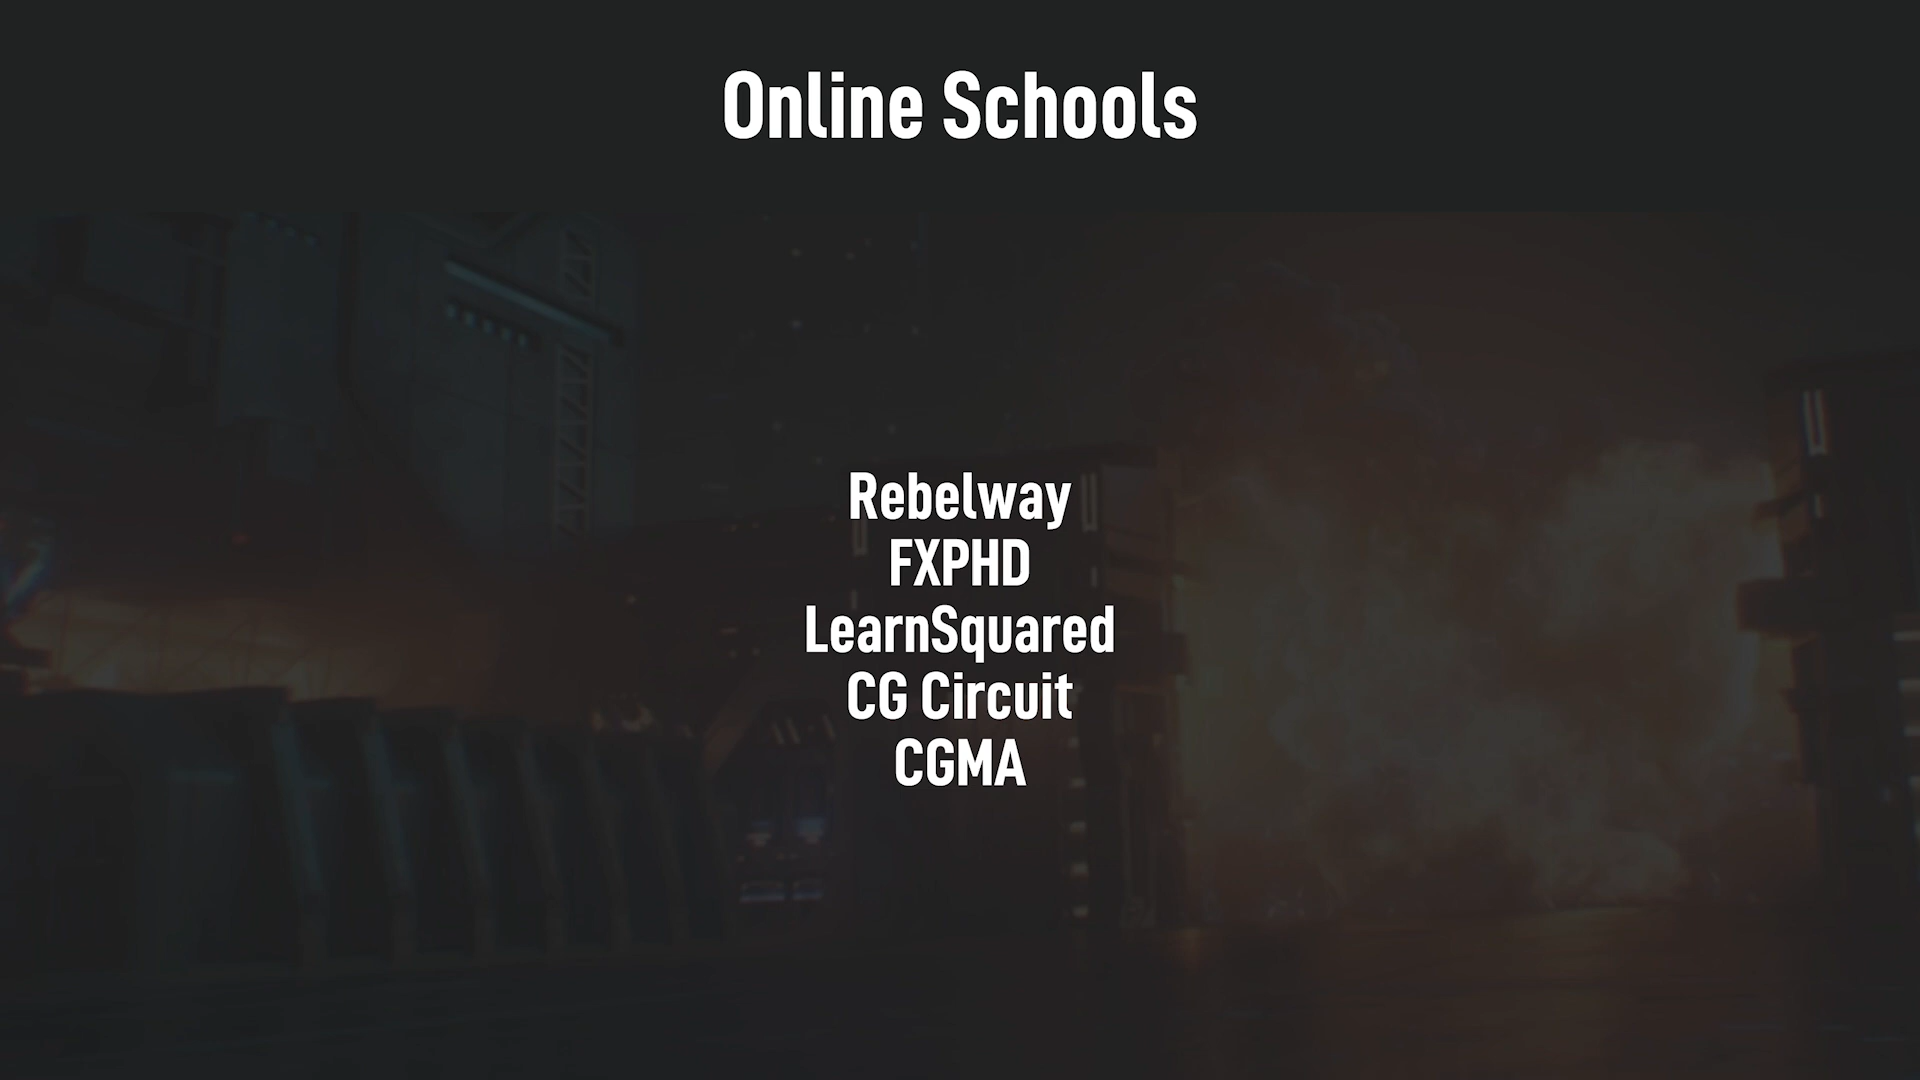 Online Schools
Rebelway
FXPHD
LearnSquared
CG Circuit
CGMA